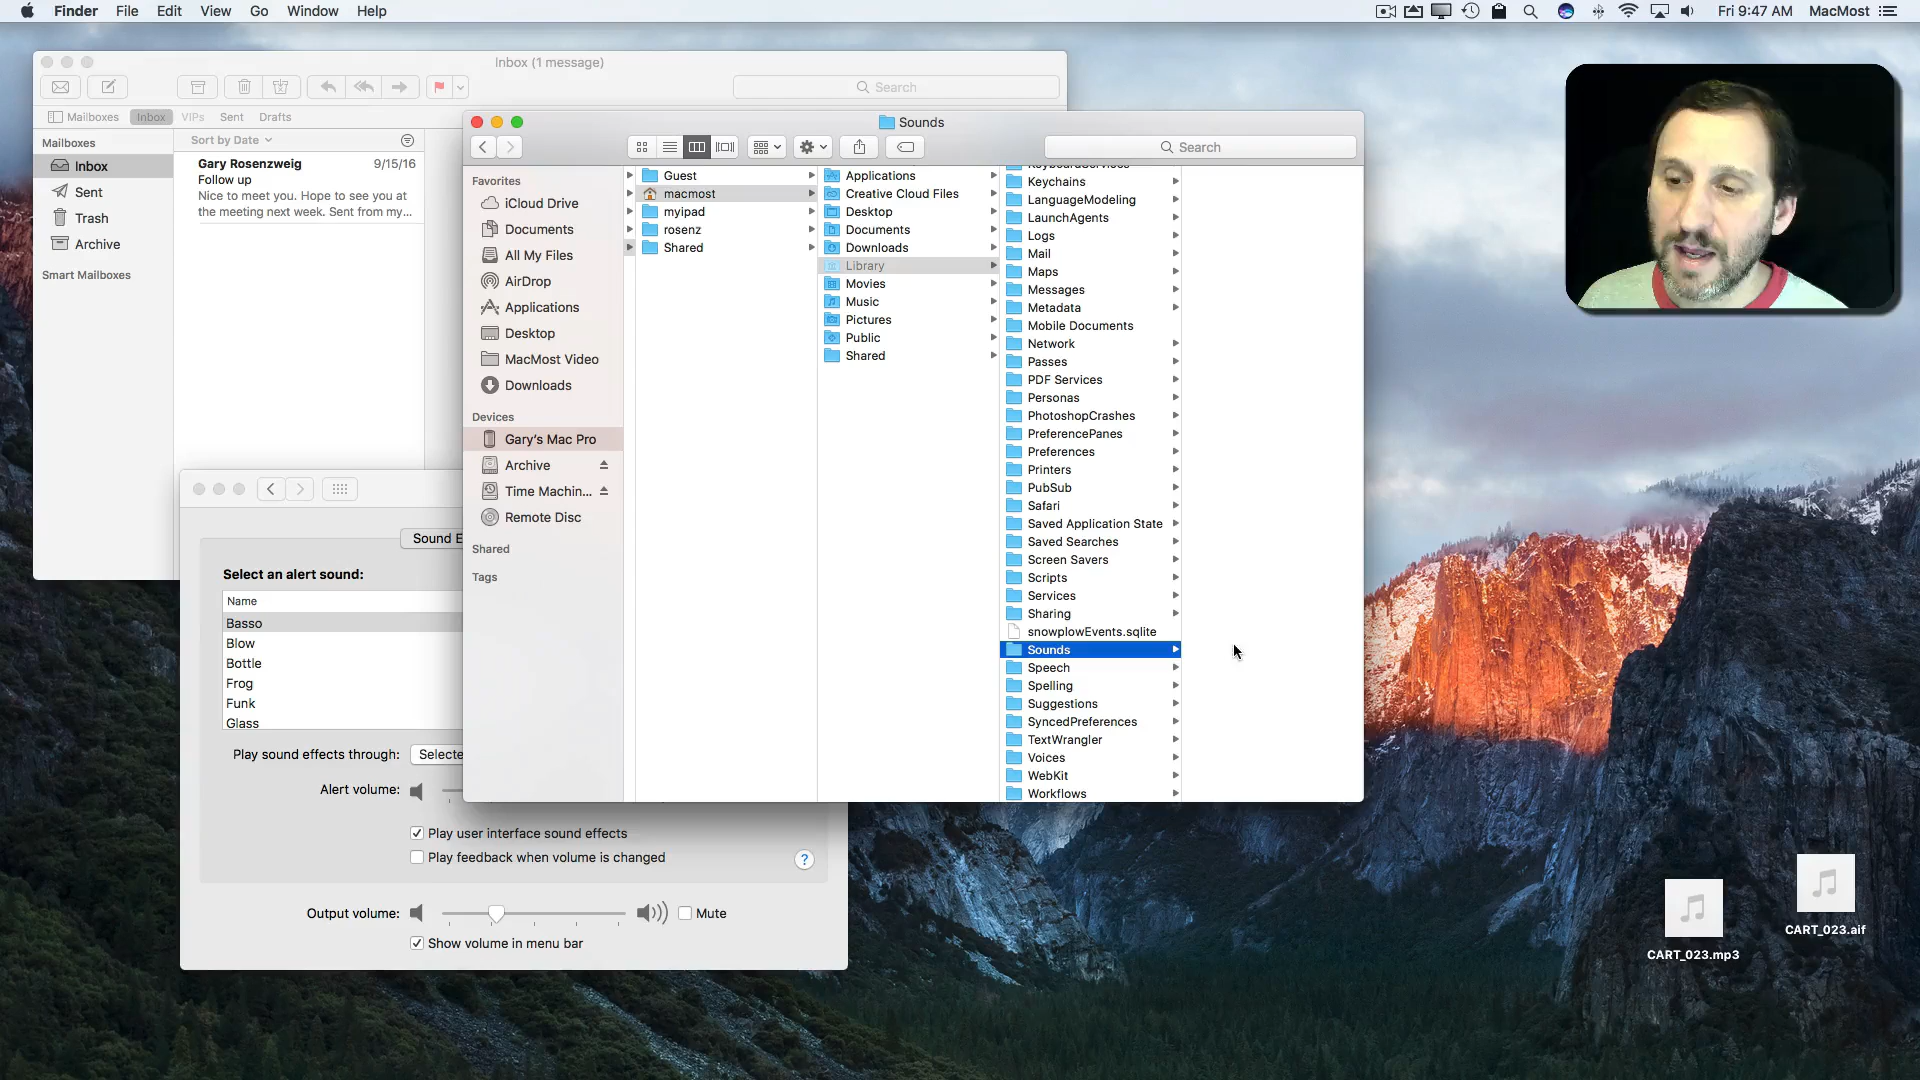 Finder File Edit View Go Window Help
Fri 9:47 AM MacMost
Inbox (1 message)
Search
Mailboxes Inbox VIPs Sent Drafts
Mailboxes
Inbox
Sent
Trash
Archive
Smart Mailboxes
Sort by Date
Gary Rosenzweig 9/15/16
Follow up
Nice to meet you. Hope to see you at
the meeting next week. Sent from my...
Sounds
Search
Favorites
iCloud Drive
Documents
All My Files
AirDrop
Applications
Desktop
MacMost Video
Downloads
Devices
Gary's Mac Pro
Archive
Time Machin...
Remote Disc
Shared
Tags
Guest
macmost
myipad
rosenz
Shared
Applications
Creative Cloud Files
Desktop
Documents
Downloads
Library
Movies
Music
Pictures
Public
Shared
Keychains
LanguageModeling
LaunchAgents
Logs
Mail
Maps
Messages
Metadata
Mobile Documents
Network
Passes
PDF Services
Personas
PhotoshopCrashes
PreferencePanes
Preferences
Printers
PubSub
Safari
Saved Application State
Saved Searches
Screen Savers
Scripts
Services
Sharing
snowplowEvents.sqlite
Sounds
Speech
Spelling
Suggestions
SyncedPreferences
TextWrangler
Voices
WebKit
Workflows
Sound E
Select an alert sound:
Name
Basso
Blow
Bottle
Frog
Funk
Glass
Play sound effects through: Selecte
Alert volume:
Play user interface sound effects
Play feedback when volume is changed
?
Output volume: Mute
Show volume in menu bar
CART_023.mp3
CART_023.aif